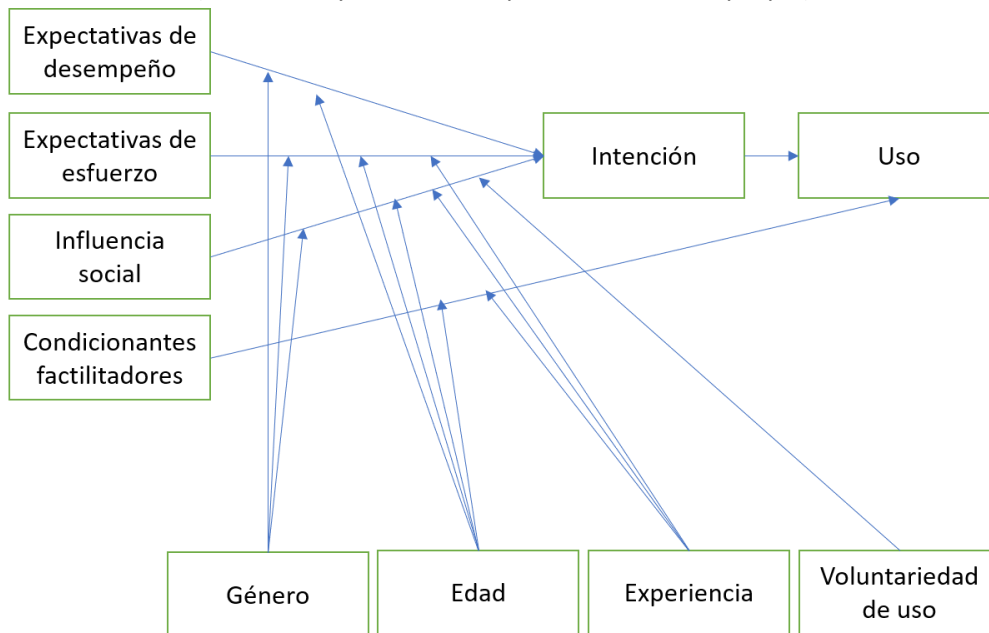 Expectativas de
desempeño
Expectativas de
esfuerzo
Intención
Uso
Influencia
social
Condicionantes
factilitadores
Género
Edad
Experiencia
Voluntariedad
de uso